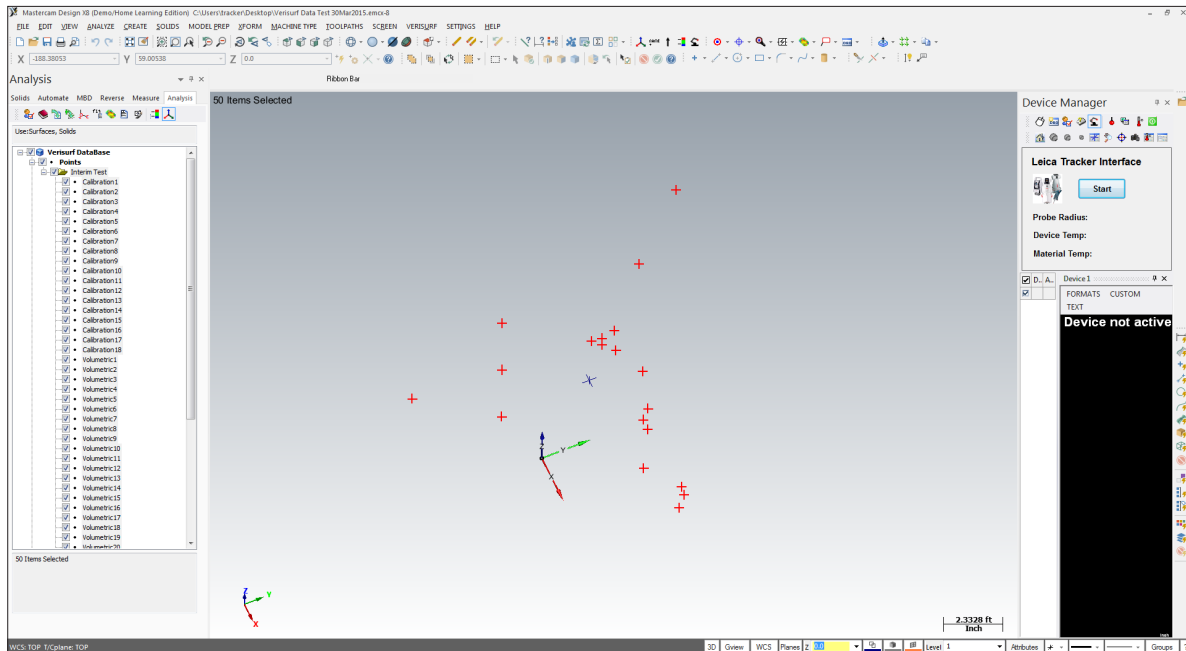 Mastercam Design X8 (Demo/Home Learning Edition) C:\Users\tracker\Desktop\Verisurf Data Test 30Mar2015.emcx-8
FILE EDIT VIEW ANALYZE CREATE SOLIDS MODEL PREP XFORM MACHINE TYPE TOOLPATHS SCREEN VERISURF SETTINGS HELP
X -188.38053 Y 59.00538 Z 0.0
Analysis
Ribbon Bar
Solids Automate MBD Reverse Measure Analysis
Use:Surfaces, Solids
Verisurf DataBase
Points
Interim Test
Calibration1
Calibration2
Calibration3
Calibration4
Calibration5
Calibration6
Calibration7
Calibration8
Calibration9
Calibration10
Calibration11
Calibration12
Calibration13
Calibration14
Calibration15
Calibration16
Calibration17
Calibration18
Volumetric1
Volumetric2
Volumetric3
Volumetric4
Volumetric5
Volumetric6
Volumetric7
Volumetric8
Volumetric9
Volumetric10
Volumetric11
Volumetric12
Volumetric13
Volumetric14
Volumetric15
Volumetric16
Volumetric17
Volumetric18
Volumetric19
Volumetric20
50 Items Selected
50 Items Selected
Z
Y
X
Z
Y
X
2.3328 ft
Inch
Device Manager
Leica Tracker Interface
Start
Probe Radius:
Device Temp:
Material Temp:
D.. A..
Device 1
FORMATS CUSTOM
TEXT
Device not active
Inch
WCS: TOP T/Cplane: TOP
3D Gview WCS Planes Z 0.0 Level 1 Attributes Groups ?